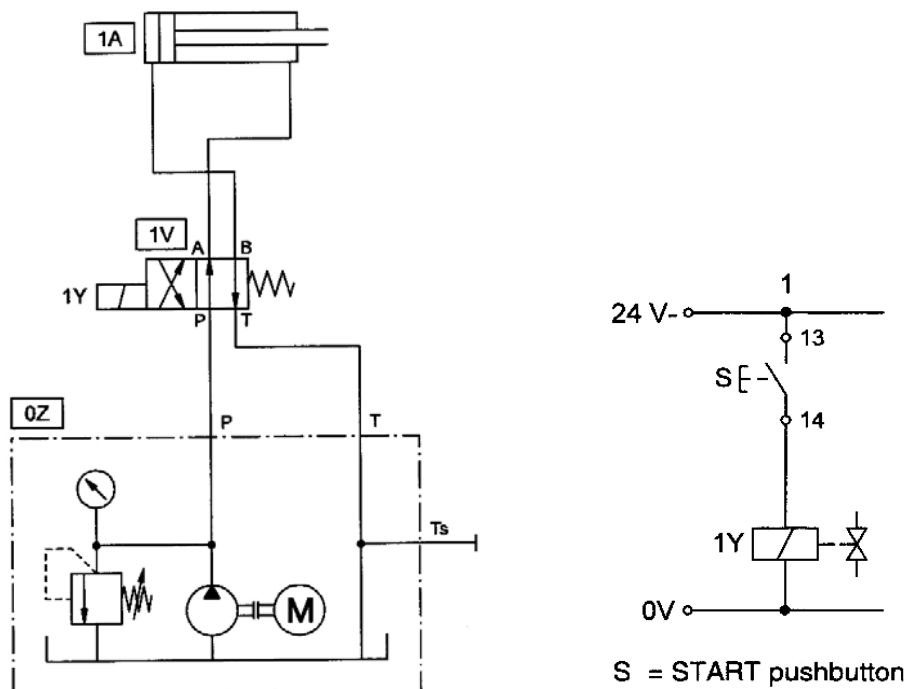 1A
1V
A B
1Y
P T
0Z
P T
Ts
M
1
24 V-
13
S
14
1Y
0V
S = START pushbutton